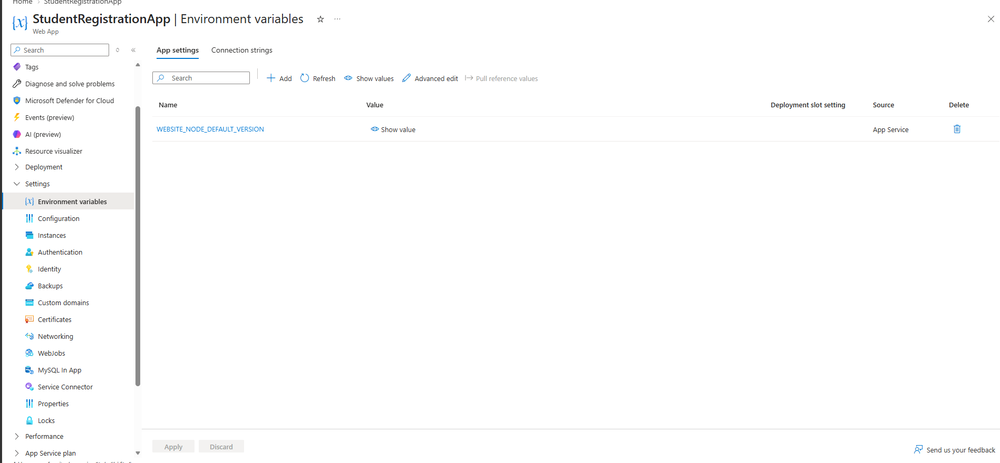 Home > StudentRegistrationApp
StudentRegistrationApp | Environment variables
Web App
Search
Tags
Diagnose and solve problems
Microsoft Defender for Cloud
Events (preview)
AI (preview)
Resource visualizer
Deployment
Settings
Environment variables
Configuration
Instances
Authentication
Identity
Backups
Custom domains
Certificates
Networking
WebJobs
MySQL In App
Service Connector
Properties
Locks
Performance
App Service plan
App settings Connection strings
Search Add Refresh Show values Advanced edit Pull reference values
Name Value Deployment slot setting Source Delete
WEBSITE_NODE_DEFAULT_VERSION Show value App Service
Apply Discard
Send us your feedback